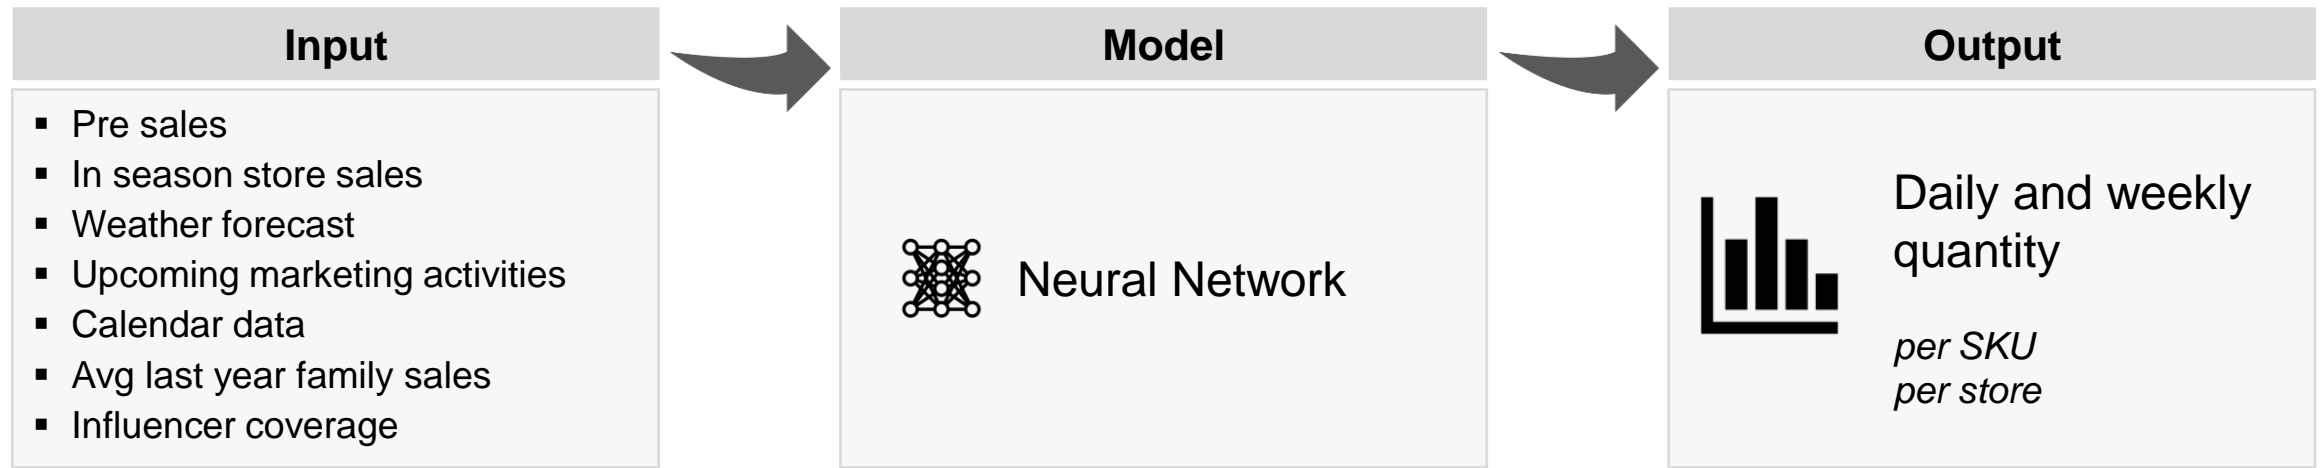 Input
Pre sales
In season store sales
Weather forecast
Upcoming marketing activities
Calendar data
Avg last year family sales
Influencer coverage
Model
Neural Network
Output
Daily and weekly
quantity
per SKU
per store